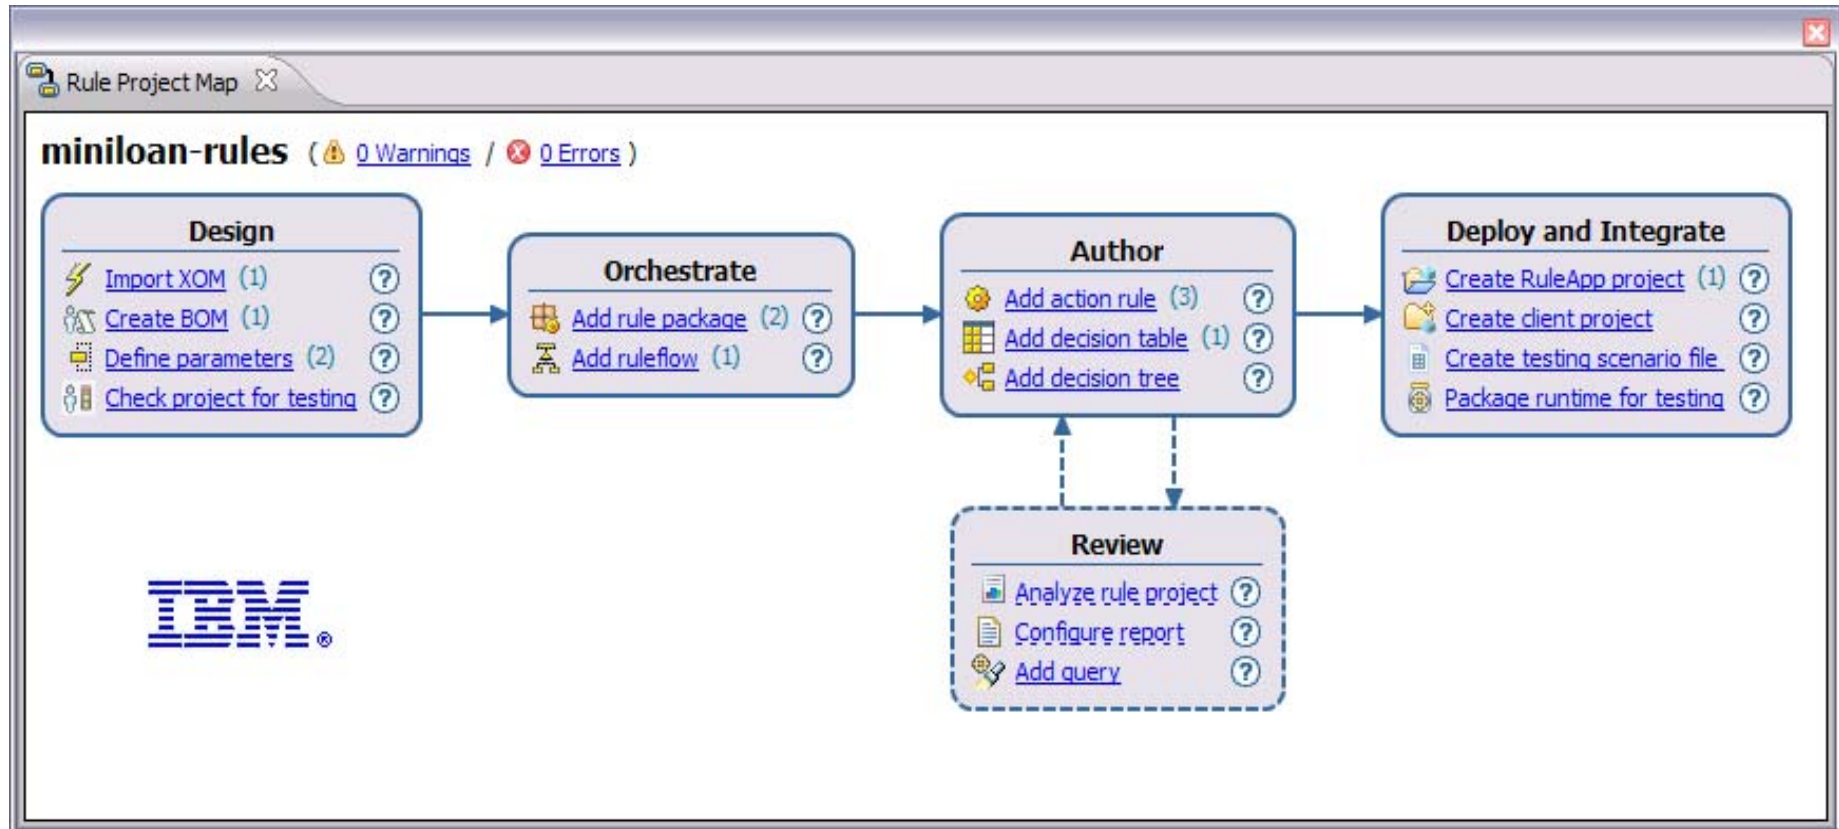 Rule Project Map
miniloan-rules ( 0 Warnings / 0 Errors )
Design
Import XOM (1) ?
Create BOM (1) ?
Define parameters (2) ?
Check project for testing ?
Orchestrate
Add rule package (2) ?
Add ruleflow (1) ?
Author
Add action rule (3) ?
Add decision table (1) ?
Add decision tree ?
Deploy and Integrate
Create RuleApp project (1) ?
Create client project ?
Create testing scenario file ?
Package runtime for testing ?
Review
Analyze rule project ?
Configure report ?
Add query ?
IBM®